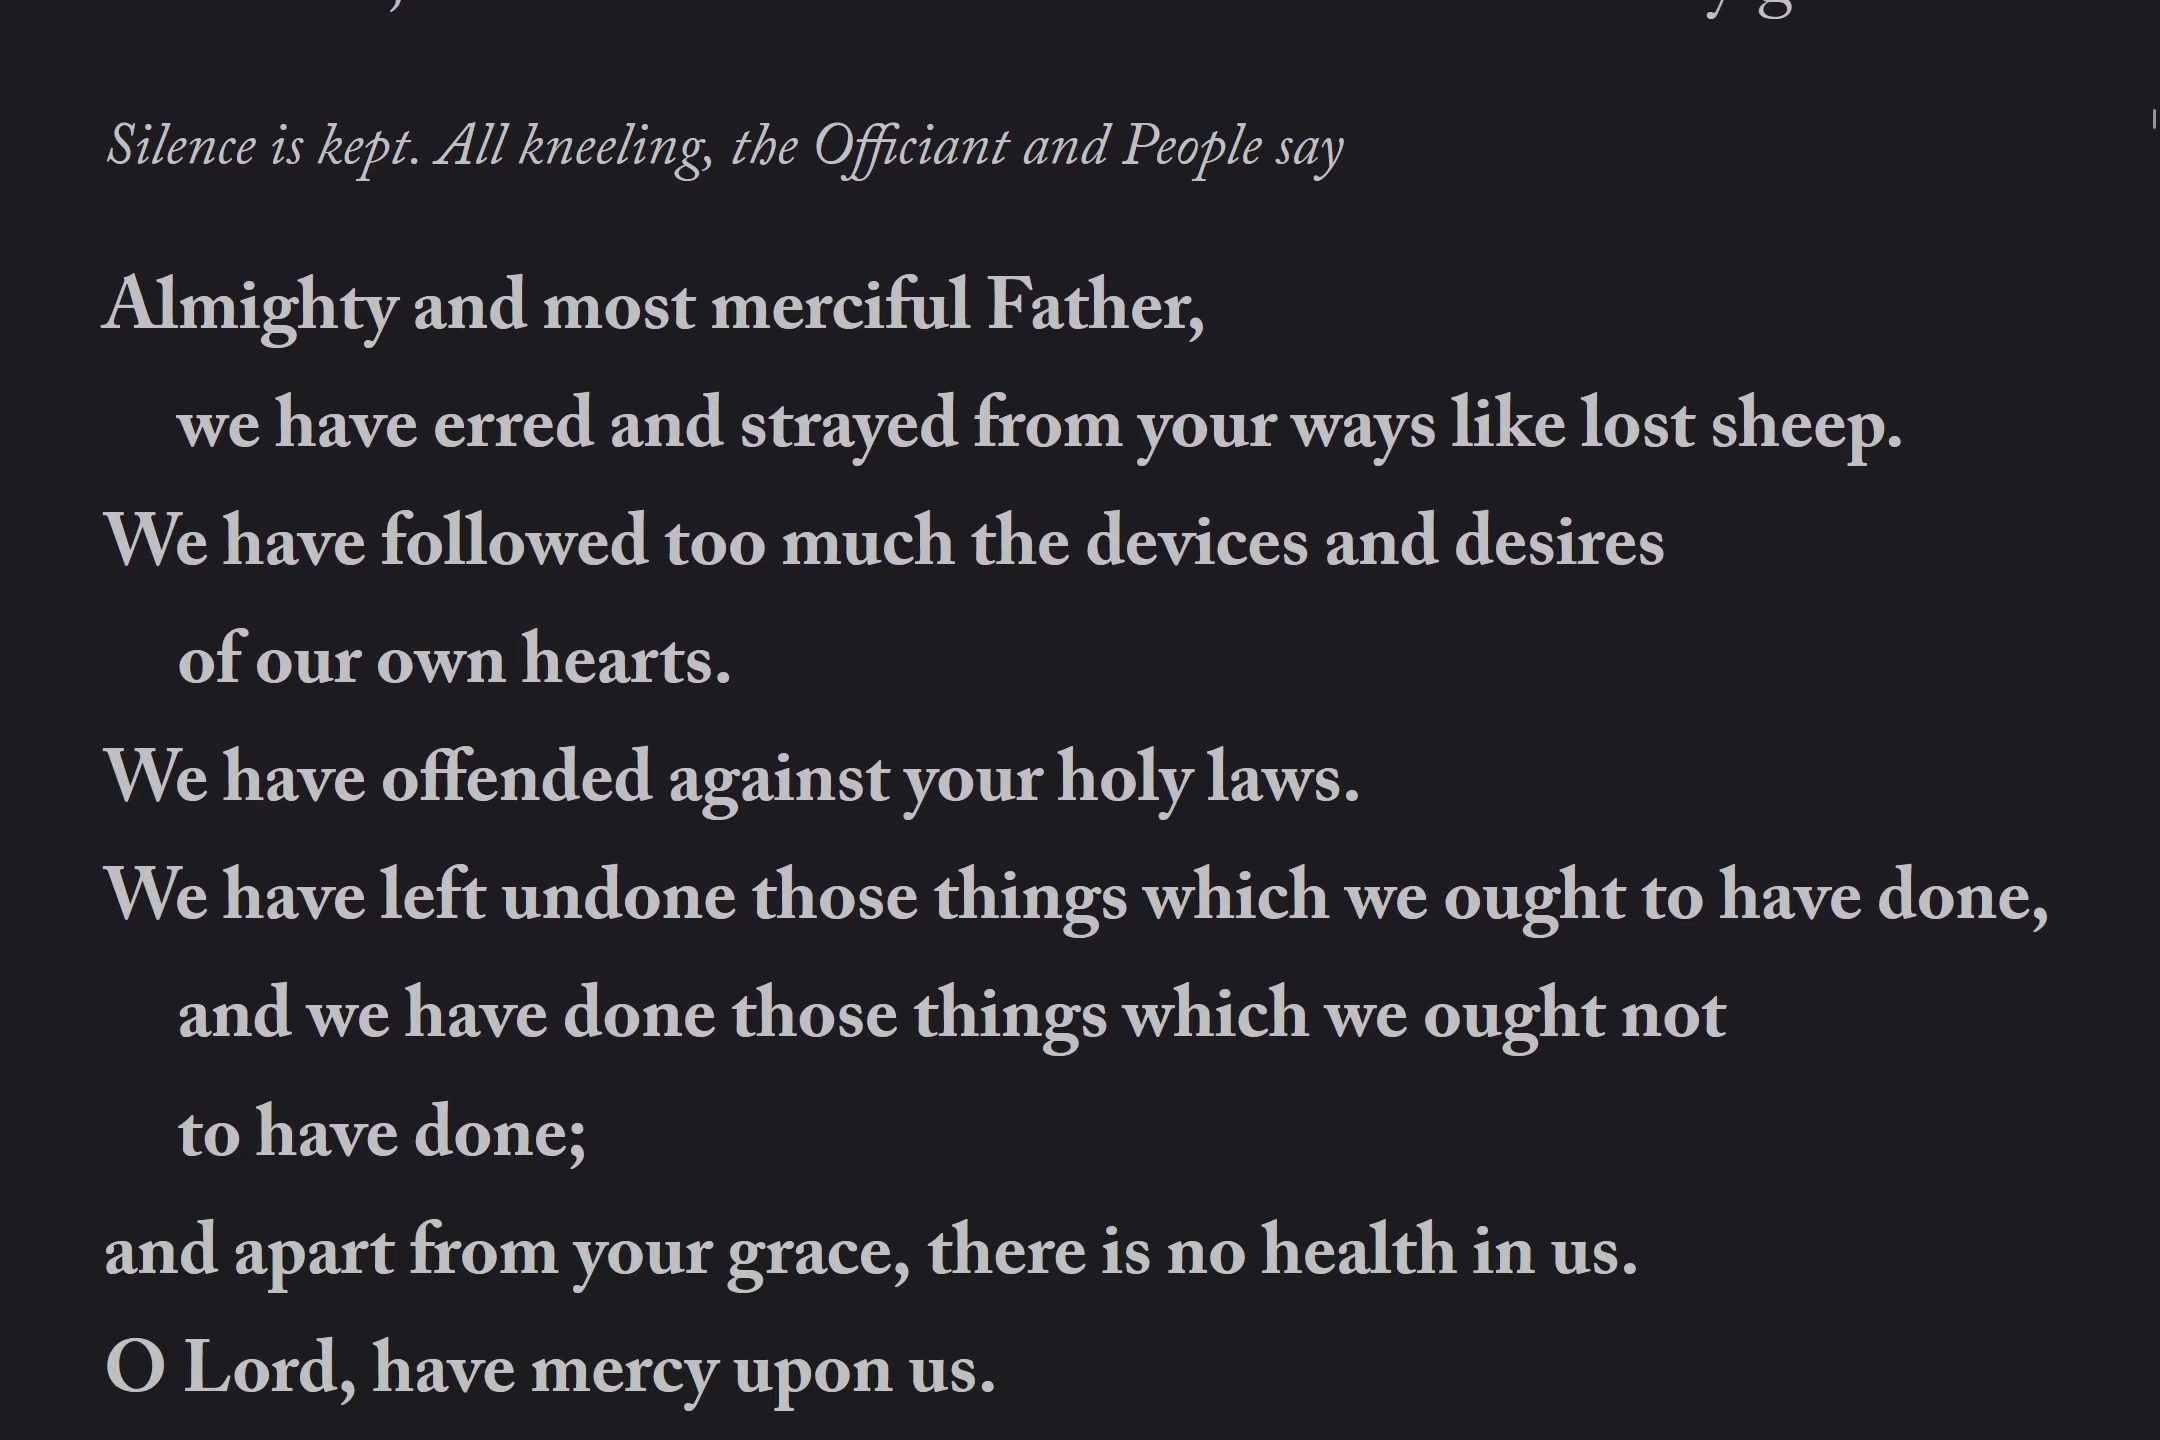 Silence is kept. All kneeling, the Officiant and People say
Almighty and most merciful Father,
we have erred and strayed from your ways like lost sheep.
We have followed too much the devices and desires
of our own hearts.
We have offended against your holy laws.
We have left undone those things which we ought to have done,
and we have done those things which we ought not
to have done;
and apart from your grace, there is no health in us.
O Lord, have mercy upon us.